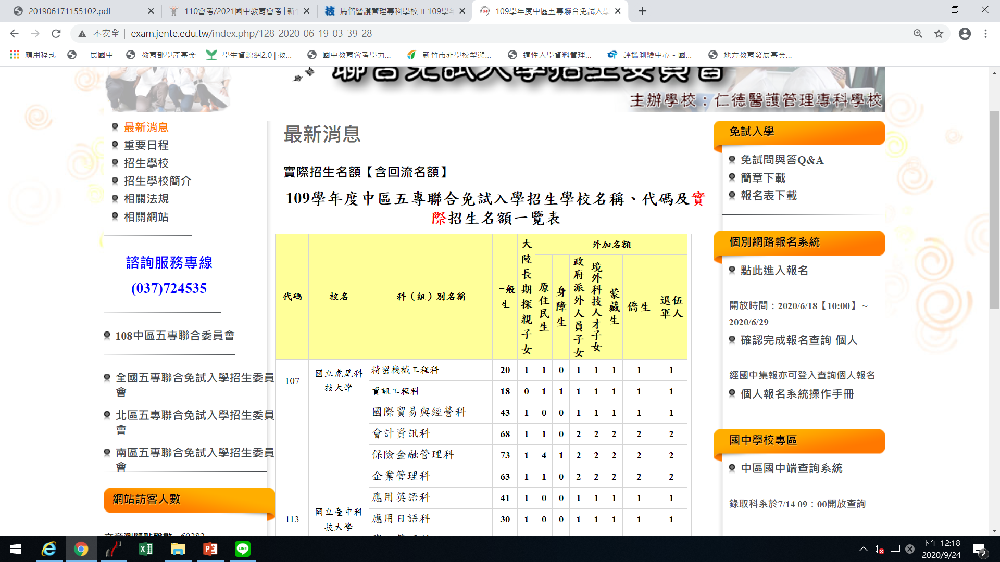 20190617115​5102.pdf
110會考/2021國中教育會考 | 新
馬偕醫護管理專科學校 ॥ 109學年
109學年度中區五專聯合免試入學
不安全 | exam.jente.edu.tw/index.php/128-2020-06-19-03-39-28
應用程式
三民國中
教育部學產基金
學生資源網2.0 | 教...
國中教育會考學力...
新竹市非學校型態...
適性入學資料管理...
評鑑測驗中心 - 國...
地方教育發展基金...
聯合免試入學招生委員會
主辦學校：仁德醫護管理專科學校
最新消息
重要日程
招生學校
招生學校簡介
相關法規
相關網站
諮詢服務專線
(037)724535
108中區五專聯合委員會
全國五專聯合免試入學招生委員
會
北區五專聯合免試入學招生委員
會
南區五專聯合免試入學招生委員
會
網站訪客人數
文章瀏覽點擊數 60282
最新消息
實際招生名額【含回流名額】
109學年度中區五專聯合免試入學招生學校名稱、代碼及實
際招生名額一覽表
代碼 校名 科（組）別名稱 一般生 大陸長期探親子女 外加名額
原住民生 身障生 政府派外人員子女 境外科技人才子女 蒙藏生 僑生 退伍軍人
107 國立虎尾科技大學 精密機械工程科 20 1 1 0 1 1 1 1 1
資訊工程科 18 0 1 1 1 1 1 1 1
113 國立臺中科技大學 國際貿易與經營科 43 1 0 0 1 1 1 1 1
會計資訊科 68 1 1 0 2 2 2 2 2
保險金融管理科 73 1 4 1 2 2 2 2 2
企業管理科 63 1 1 0 2 2 2 2 2
應用英語科 41 1 0 0 1 1 1 1 1
應用日語科 30 1 0 0 1 1 1 1 1
免試入學
免試問與答Q&A
簡章下載
報名表下載
個別網路報名系統
點此進入報名
開放時間：2020/6/18【10:00】~
2020/6/29
確認完成報名查詢-個人
經國中集報亦可登入查詢個人報名
個人報名系統操作手冊
國中學校專區
中區國中端查詢系統
錄取科系於7/14 09：00開放查詢
下午 12:18
2020/9/24
2